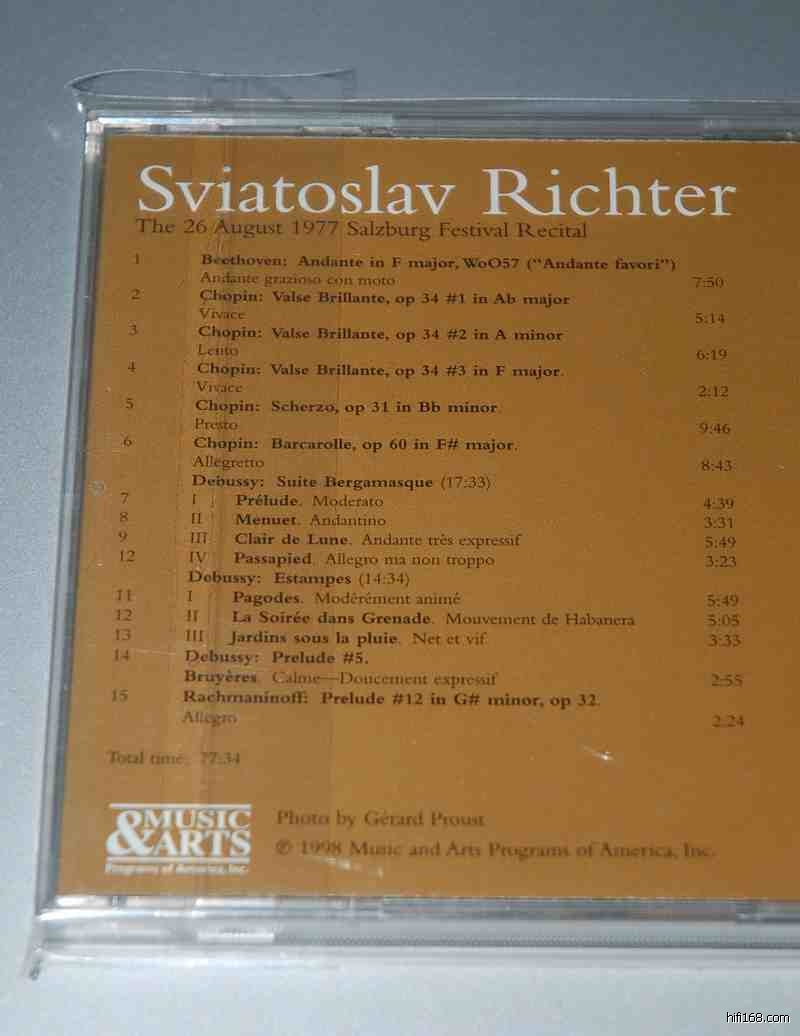 Sviatoslav Richter
The 26 August 1977 Salzburg Festival Recital
1 Beethoven: Andante in F major, WoO57 ("Andante favori")
Andante grazioso con moto 7:50
2 Chopin: Valse Brillante, op 34 #1 in Ab major
Vivace 5:14
3 Chopin: Valse Brillante, op 34 #2 in A minor
Lento 6:19
4 Chopin: Valse Brillante, op 34 #3 in F major.
Vivace 2:12
5 Chopin: Scherzo, op 31 in Bb minor.
Presto 9:46
6 Chopin: Barcarolle, op 60 in F# major.
Allegretto 8:43
Debussy: Suite Bergamasque (17:33)
7 I Prélude. Moderato 4:39
8 II Menuet. Andantino 3:31
9 III Clair de Lune. Andante très expressif 5:49
12 IV Passapied. Allegro ma non troppo 3:23
Debussy: Estampes (14:34)
11 I Pagodes. Modérément animé 5:49
12 II La Soirée dans Grenade. Mouvement de Habanera 5:05
13 III Jardins sous la pluie. Net et vif 3:33
14 Debussy: Prelude #5.
Bruyères. Calme—Doucement expressif 2:55
15 Rachmaninoff: Prelude #12 in G# minor, op 32.
Allegro 2:24
Total time: 77:34
MUSIC
&ARTS
Programs of America, Inc.
Photo by Gérard Proust
℗ 1998 Music and Arts Programs of America, Inc.
hifi168.com